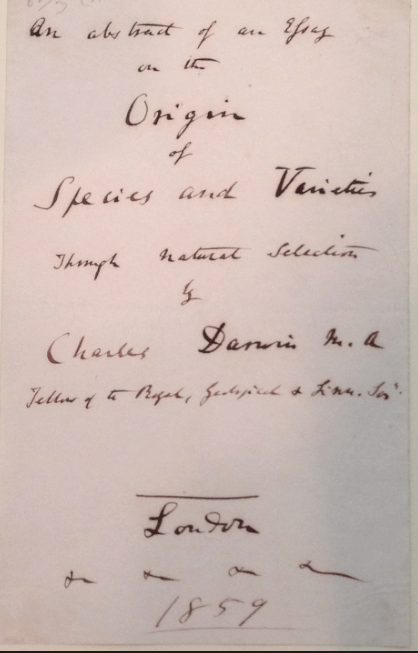 An abstract of an Essay
on the
Origin
of
Species and Varieties
Through natural Selection
by
Charles Darwin M. A
Fellow of the Royal, Geological & Linn. Socy.
London
&c &c &c &c
1859